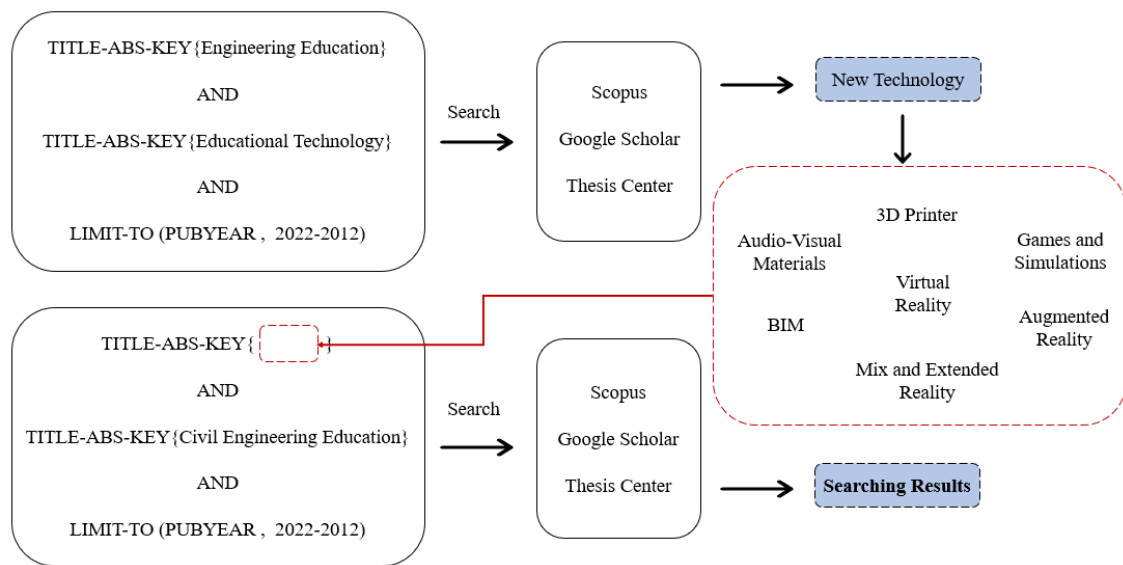 TITLE-ABS-KEY{Engineering Education}
AND
TITLE-ABS-KEY{Educational Technology}
AND
LIMIT-TO (PUBYEAR , 2022-2012)
Search
Scopus
Google Scholar
Thesis Center
New Technology
3D Printer
Audio-Visual
Materials
Games and
Simulations
Virtual
Reality
BIM
Augmented
Reality
Mix and Extended
Reality
TITLE-ABS-KEY{ }
AND
TITLE-ABS-KEY{Civil Engineering Education}
AND
LIMIT-TO (PUBYEAR , 2022-2012)
Search
Scopus
Google Scholar
Thesis Center
Searching Results